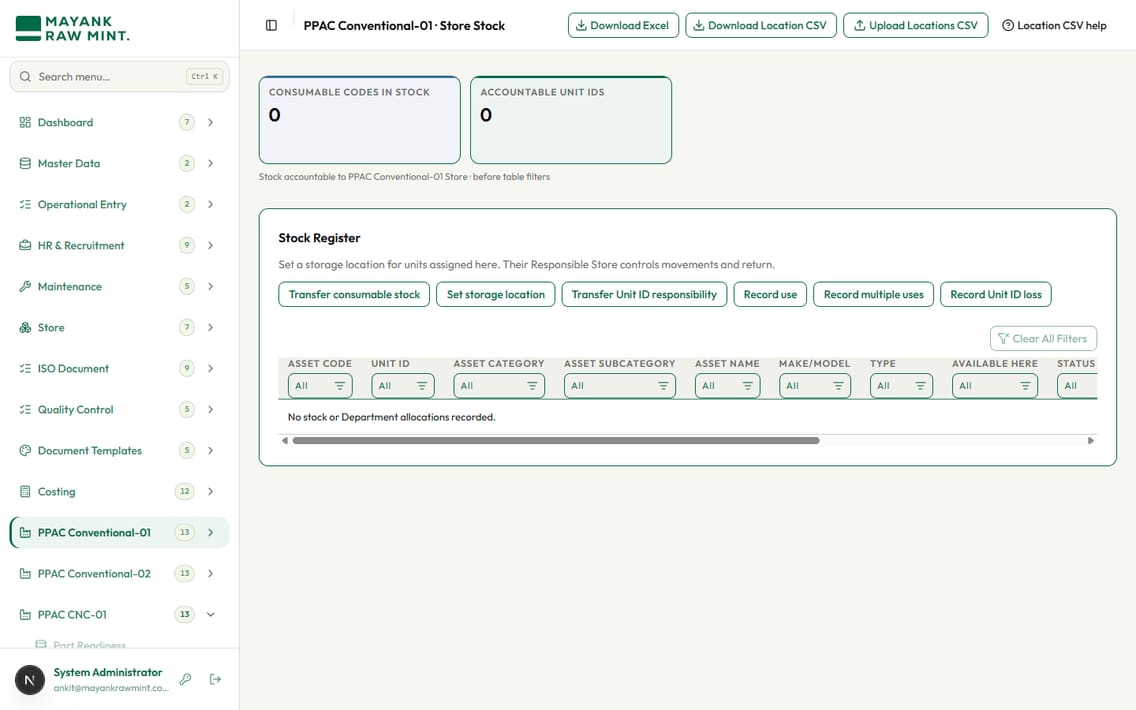 MAYANK
RAW MINT.
Search menu...
Ctrl K
Dashboard 7
Master Data 2
Operational Entry 2
HR & Recruitment 9
Maintenance 5
Store 7
ISO Document 9
Quality Control 5
Document Templates 5
Costing 12
PPAC Conventional-01 13
PPAC Conventional-02 13
PPAC CNC-01 13
Part Readiness
N
System Administrator
ankit@mayankrawmint.co...
PPAC Conventional-01 · Store Stock
Download Excel
Download Location CSV
Upload Locations CSV
Location CSV help
CONSUMABLE CODES IN STOCK
0
ACCOUNTABLE UNIT IDS
0
Stock accountable to PPAC Conventional-01 Store · before table filters
Stock Register
Set a storage location for units assigned here. Their Responsible Store controls movements and return.
Transfer consumable stock
Set storage location
Transfer Unit ID responsibility
Record use
Record multiple uses
Record Unit ID loss
Clear All Filters
ASSET CODE UNIT ID ASSET CATEGORY ASSET SUBCATEGORY ASSET NAME MAKE/MODEL TYPE AVAILABLE HERE STATUS
All All All All All All All All All
No stock or Department allocations recorded.